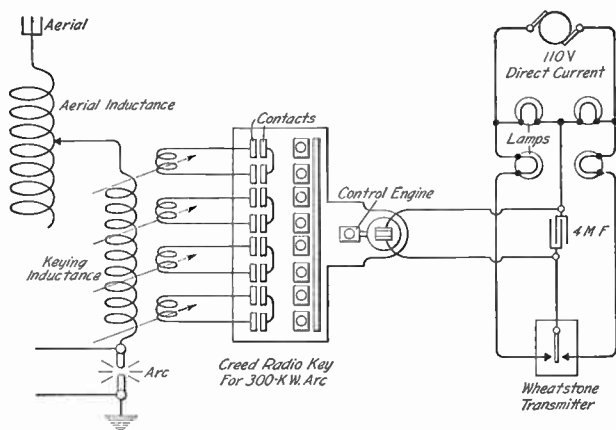 Aerial
Aerial Inductance
Contacts
110V
Direct Current
Lamps
Control Engine
4MF
Keying
Inductance
Arc
Creed Radio Key
For 300-K.W. Arc
Wheatstone
Transmitter